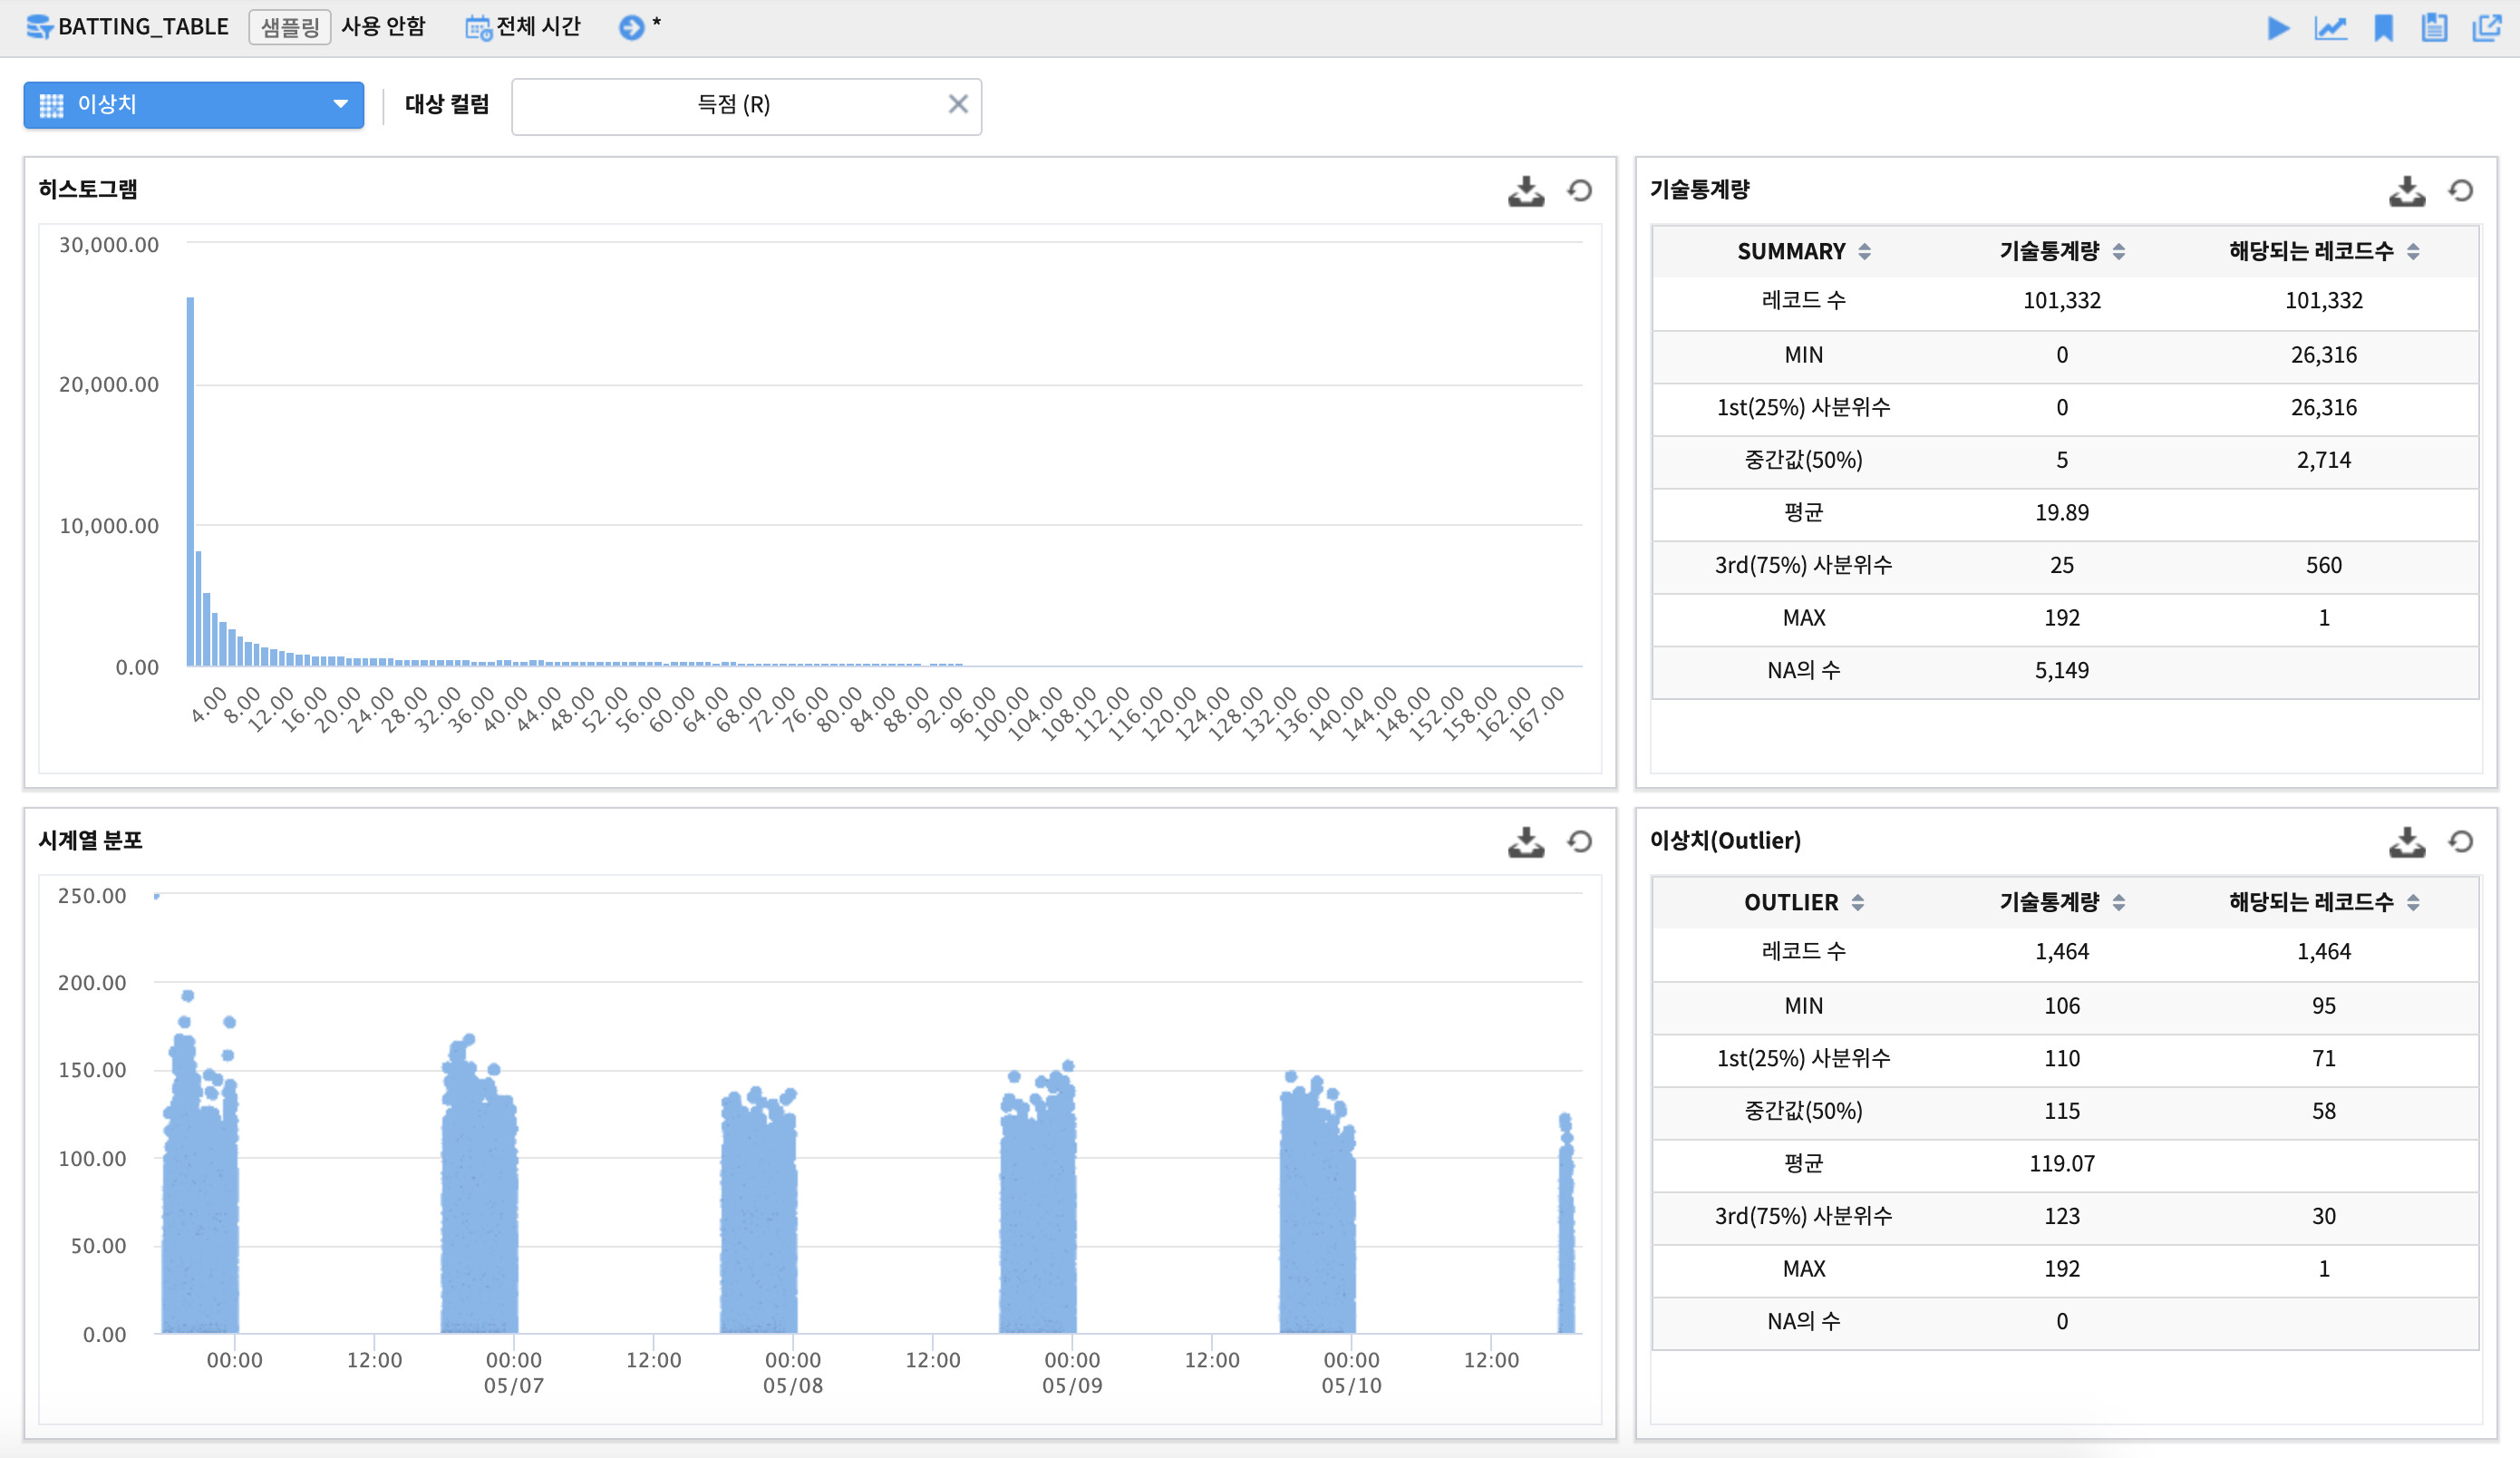 BATTING_TABLE 샘플링 사용 안함 전체 시간 *
이상치 대상 컬럼 득점 (R)
히스토그램
30,000.00
20,000.00
10,000.00
0.00
4.00 8.00 12.00 16.00 20.00 24.00 28.00 32.00 36.00 40.00 44.00 48.00 52.00 56.00 60.00 64.00 68.00 72.00 76.00 80.00 84.00 88.00 92.00 96.00 100.00 104.00 108.00 112.00 116.00 120.00 124.00 128.00 132.00 136.00 140.00 144.00 148.00 152.00 158.00 162.00 167.00
기술통계량
SUMMARY 기술통계량 해당되는 레코드수
레코드 수 101,332 101,332
MIN 0 26,316
1st(25%) 사분위수 0 26,316
중간값(50%) 5 2,714
평균 19.89
3rd(75%) 사분위수 25 560
MAX 192 1
NA의 수 5,149
시계열 분포
250.00
200.00
150.00
100.00
50.00
0.00
00:00 12:00 00:00 12:00 00:00 12:00 00:00 12:00 00:00 12:00
05/07 05/08 05/09 05/10
이상치(Outlier)
OUTLIER 기술통계량 해당되는 레코드수
레코드 수 1,464 1,464
MIN 106 95
1st(25%) 사분위수 110 71
중간값(50%) 115 58
평균 119.07
3rd(75%) 사분위수 123 30
MAX 192 1
NA의 수 0